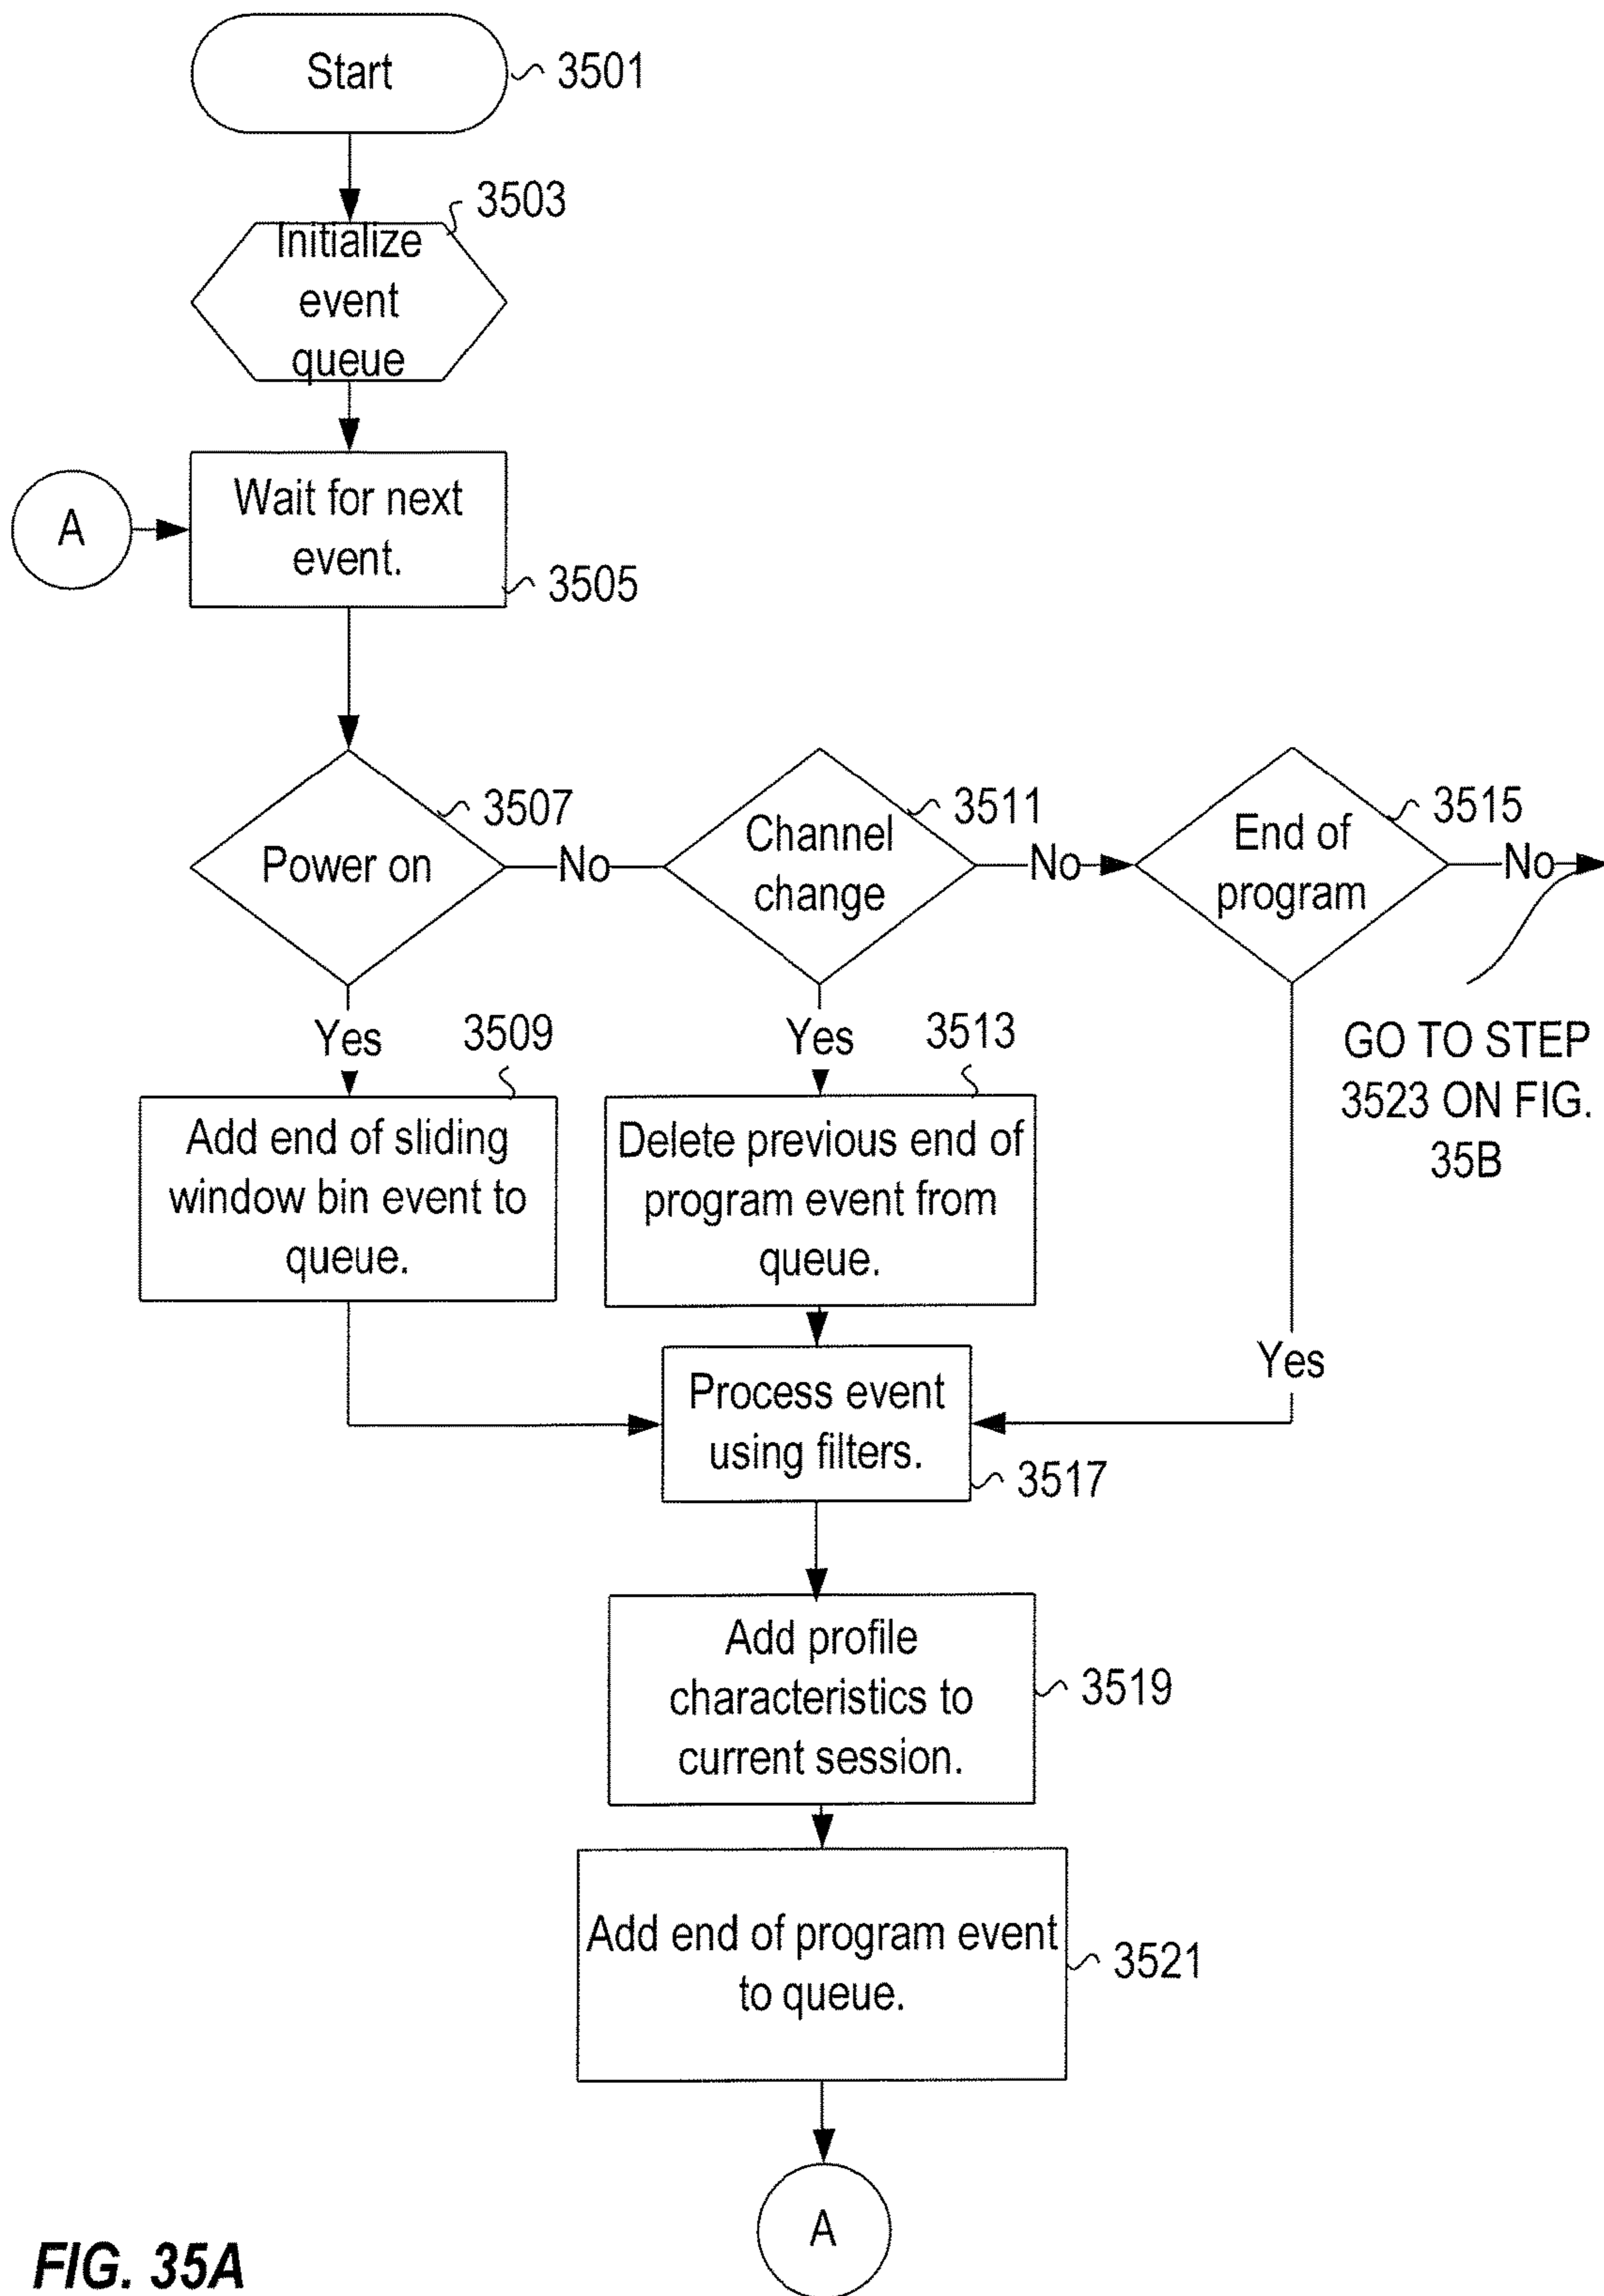 Start
3501
3503
Initialize
event
queue
A
Wait for next
event.
3505
Power on
3507
No
Channel
change
3511
No
End of
program
3515
No
Yes
3509
Yes
3513
GO TO STEP
3523 ON FIG.
35B
Add end of sliding
window bin event to
queue.
Delete previous end of
program event from
queue.
Yes
Process event
using filters.
3517
Add profile
characteristics to
current session.
3519
Add end of program event
to queue.
3521
A
FIG. 35A